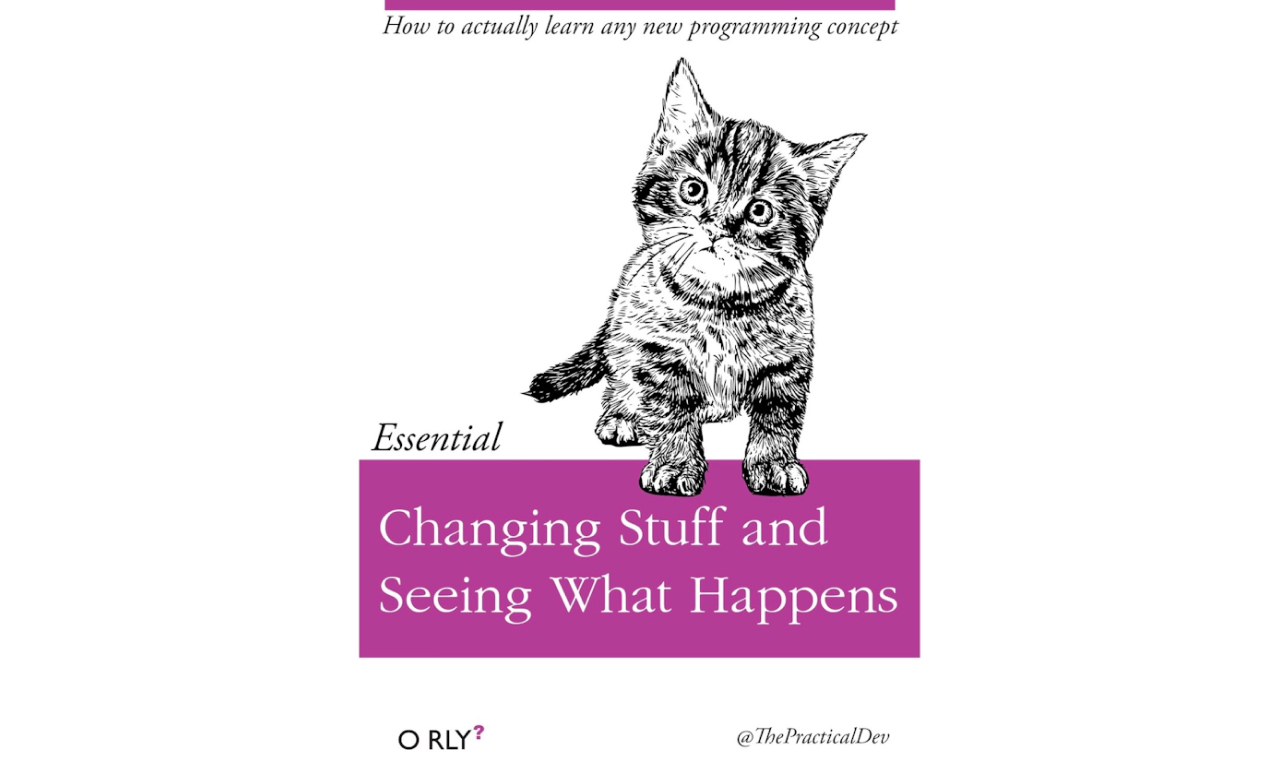 How to actually learn any new programming concept
Essential
Changing Stuff and
Seeing What Happens
O RLY?
@ThePracticalDev